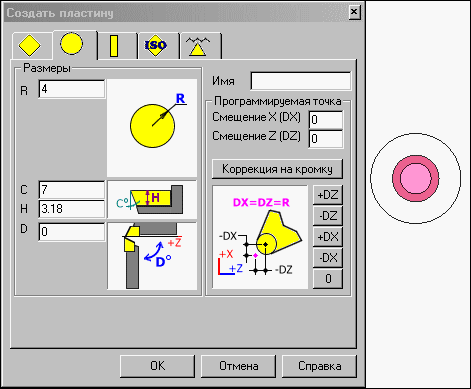 Создать пластину
ISO
Размеры
R 4
R
C 7
H 3.18
D 0
C° H
+Z
D°
Имя
Программируемая точка
Смещение X (DX) 0
Смещение Z (DZ) 0
Коррекция на кромку
DX=DZ=R
-DX
+X
+Z
-DZ
+DZ
-DZ
+DX
-DX
0
OK
Отмена
Справка